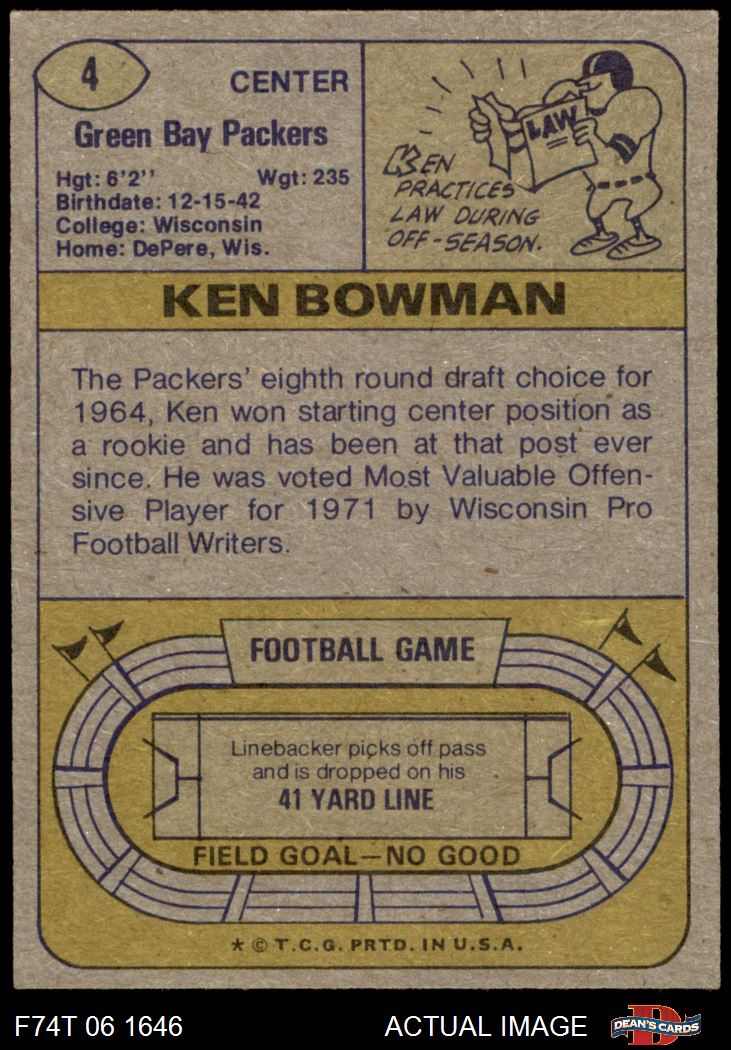 4
CENTER
Green Bay Packers
Hgt: 6'2'' Wgt: 235
Birthdate: 12-15-42
College: Wisconsin
Home: DePere, Wis.
LAW
KEN
PRACTICES
LAW DURING
OFF-SEASON.
KEN BOWMAN
The Packers' eighth round draft choice for
1964, Ken won starting center position as
a rookie and has been at that post ever
since. He was voted Most Valuable Offen-
sive Player for 1971 by Wisconsin Pro
Football Writers.
FOOTBALL GAME
Linebacker picks off pass
and is dropped on his
41 YARD LINE
FIELD GOAL—NO GOOD
* © T.C.G. PRTD. IN U.S.A.
F74T 06 1646
ACTUAL IMAGE
D
DEAN'S CARDS